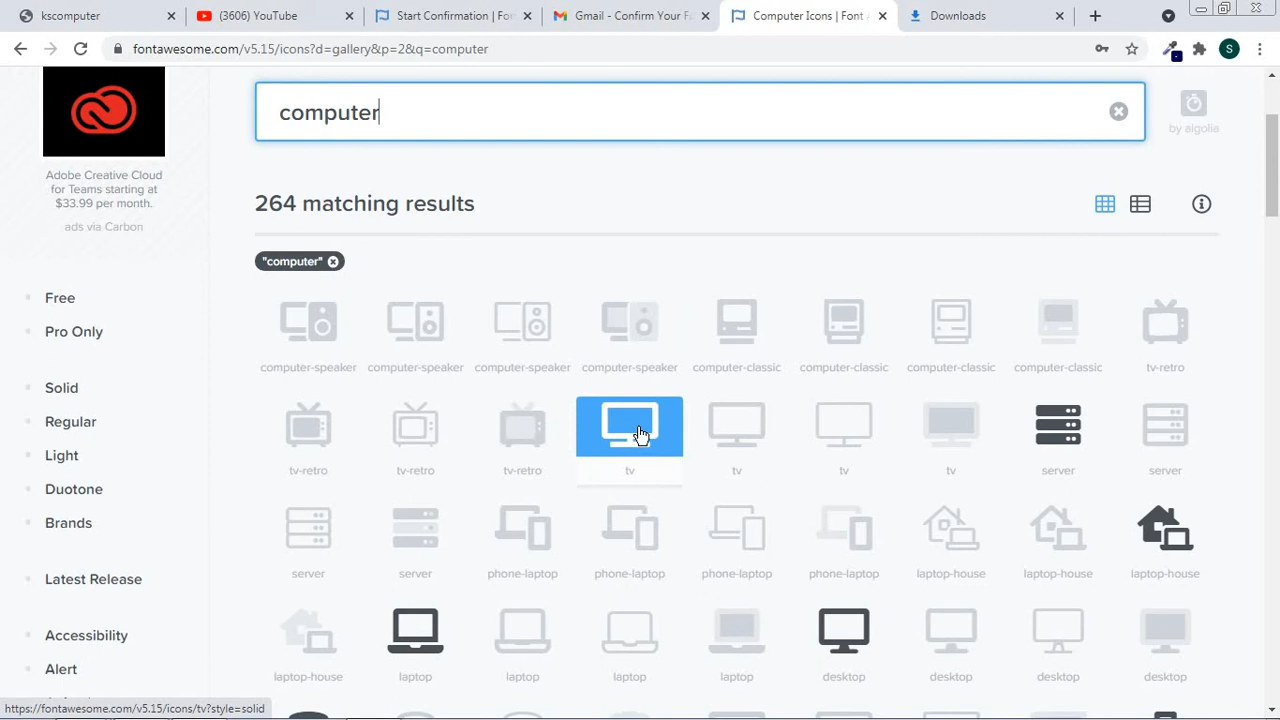 kscomputer
(3606) YouTube
Start Confirmation | Fon
Gmail - Confirm Your F
Computer Icons | Font A
Downloads
fontawesome.com/v5.15/icons?d=gallery&p=2&q=computer
S
computer
by algolia
Adobe Creative Cloud
for Teams starting at
$33.99 per month.
ads via Carbon
264 matching results
"computer"
Free
Pro Only
Solid
Regular
Light
Duotone
Brands
Latest Release
Accessibility
Alert
computer-speaker computer-speaker computer-speaker computer-speaker computer-classic computer-classic computer-classic computer-classic tv-retro
tv-retro tv-retro tv-retro tv tv tv tv server server
server server phone-laptop phone-laptop phone-laptop phone-laptop laptop-house laptop-house laptop-house
laptop-house laptop laptop laptop laptop desktop desktop desktop desktop
https://fontawesome.com/v5.15/icons/tv?style=solid